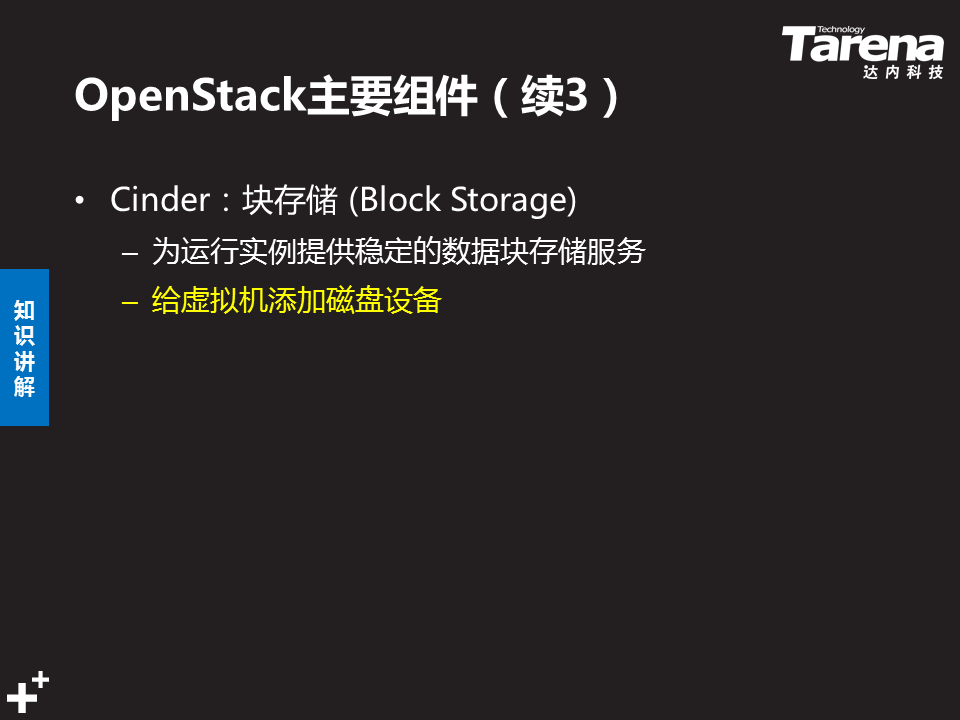 Technology
Tarena
达内科技
OpenStack主要组件（续3）
• Cinder：块存储 (Block Storage)
– 为运行实例提供稳定的数据块存储服务
– 给虚拟机添加磁盘设备
知
识
讲
解